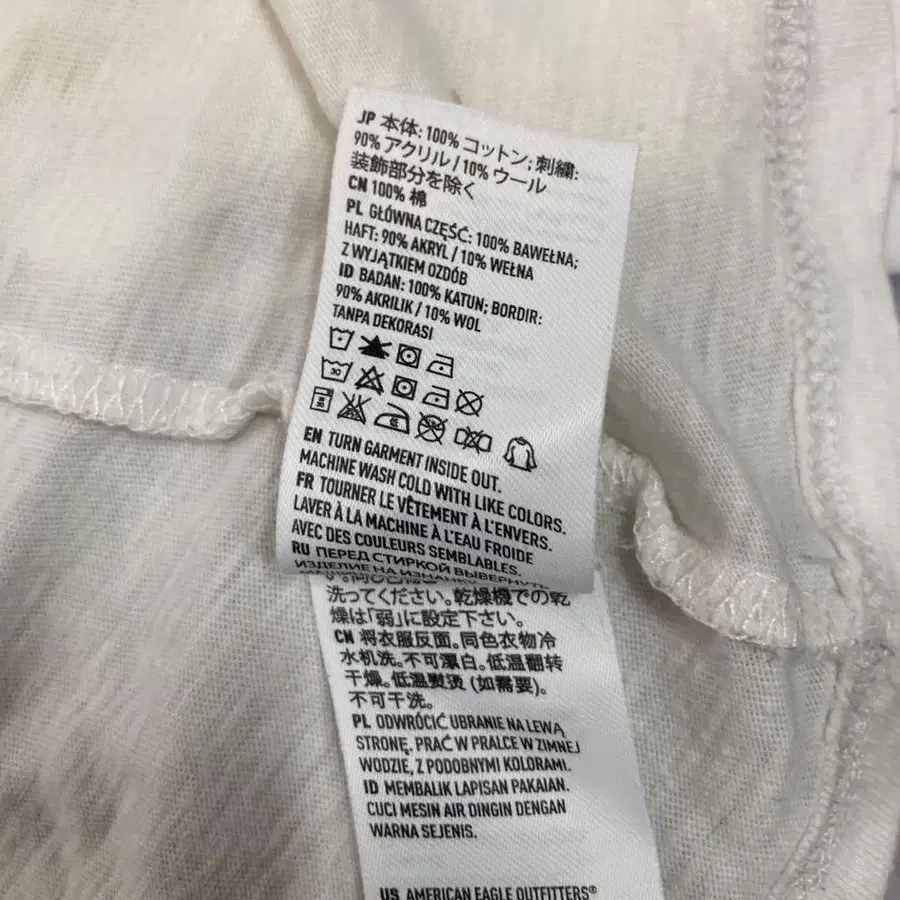 JP 本体: 100% コットン; 刺繍:
90% アクリル / 10% ウール
装飾部分を除く
CN 100% 棉
PL GŁÓWNA CZĘŚĆ: 100% BAWEŁNA;
HAFT: 90% AKRYL / 10% WEŁNA
Z WYJĄTKIEM OZDÓB
ID BADAN: 100% KATUN; BORDIR:
90% AKRILIK / 10% WOL
TANPA DEKORASI
30
EN TURN GARMENT INSIDE OUT.
MACHINE WASH COLD WITH LIKE COLORS.
FR TOURNER LE VÊTEMENT À L'ENVERS.
LAVER À LA MACHINE À L'EAU FROIDE
AVEC DES COULEURS SEMBLABLES.
RU ПЕРЕД СТИРКОЙ ВЫВЕРНУТЬ
ИЗДЕЛИЕ НА
洗ってください。乾燥機での乾
燥は「弱」に設定下さい。
CN 将衣服反面。同色衣物冷
水机洗。不可漂白。低温翻转
干燥。低温熨烫 (如需要)。
不可干洗。
PL ODWRÓCIĆ UBRANIE NA LEWĄ
STRONĘ. PRAĆ W PRALCE W ZIMNEJ
WODZIE, Z PODOBNYMI KOLORAMI.
ID MEMBALIK LAPISAN PAKAIAN.
CUCI MESIN AIR DINGIN DENGAN
WARNA SEJENIS.
US AMERICAN EAGLE OUTFITTERS®